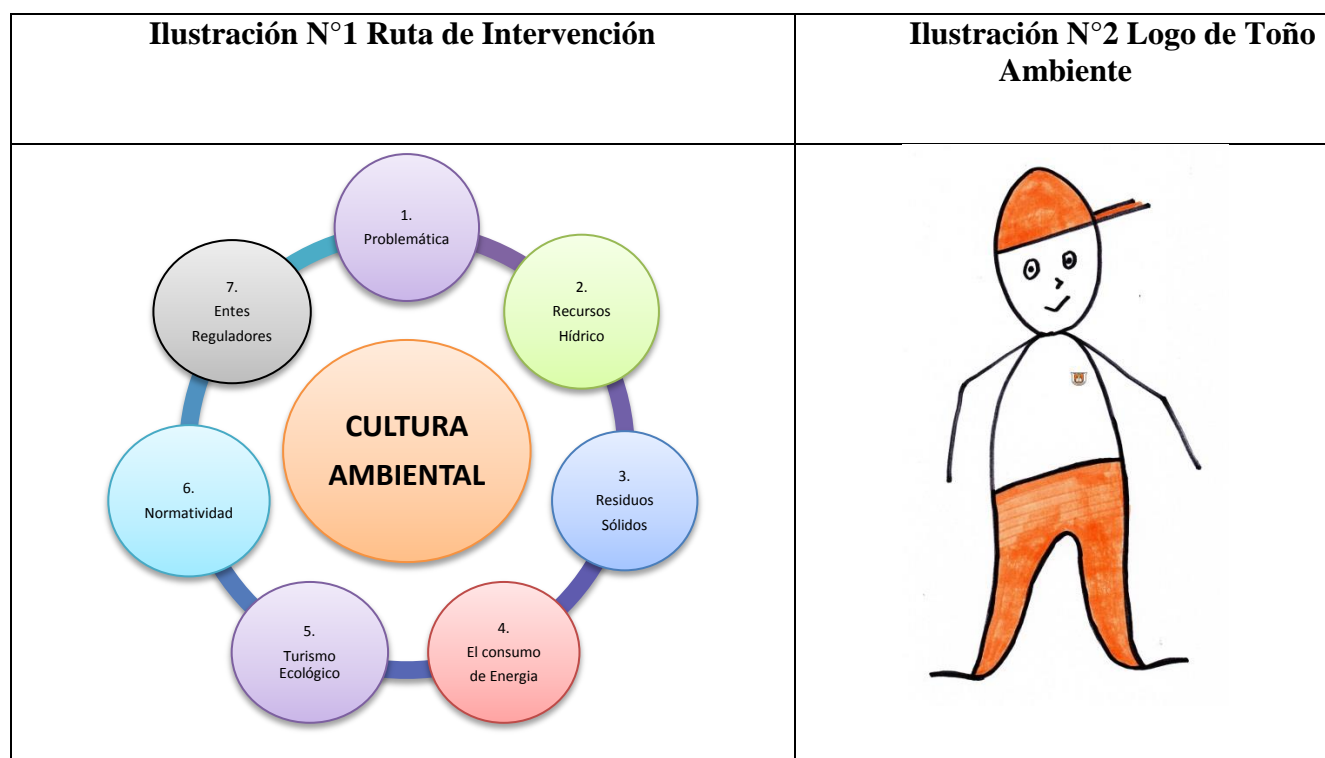 Ilustración N°1 Ruta de Intervención
Ilustración N°2 Logo de Toño
Ambiente
1.
Problemática
2.
Recursos
Hídrico
3.
Residuos
Sólidos
4.
El consumo
de Energia
5.
Turismo
Ecológico
6.
Normatividad
7.
Entes
Reguladores
CULTURA
AMBIENTAL